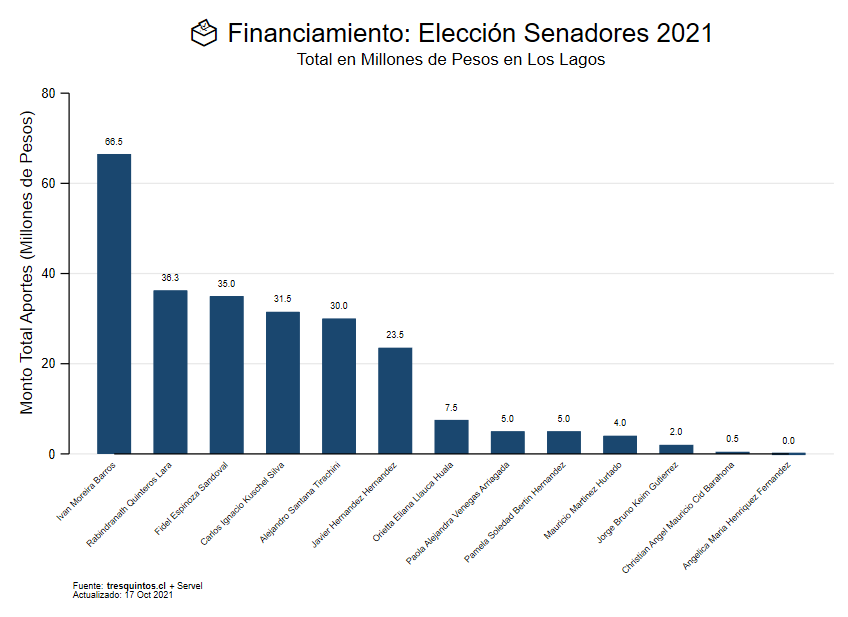 Financiamiento: Elección Senadores 2021
Total en Millones de Pesos en Los Lagos
Monto Total Aportes (Millones de Pesos)
80
60
40
20
0
66.5
36.3
35.0
31.5
30.0
23.5
7.5
5.0
5.0
4.0
2.0
0.5
0.0
Ivan Moreira Barros
Rabindranath Quinteros Lara
Fidel Espinoza Sandoval
Carlos Ignacio Kuschel Silva
Alejandro Santana Tirachini
Javier Hernandez Hernandez
Orietta Eliana Llauca Huala
Paola Alejandra Venegas Arriagada
Pamela Soledad Bertin Hernandez
Mauricio Martinez Hurtado
Jorge Bruno Keim Gutierrez
Christian Angel Mauricio Cid Barahona
Angelica Maria Henriquez Fernandez
Fuente: tresquintos.cl + Servel
Actualizado: 17 Oct 2021